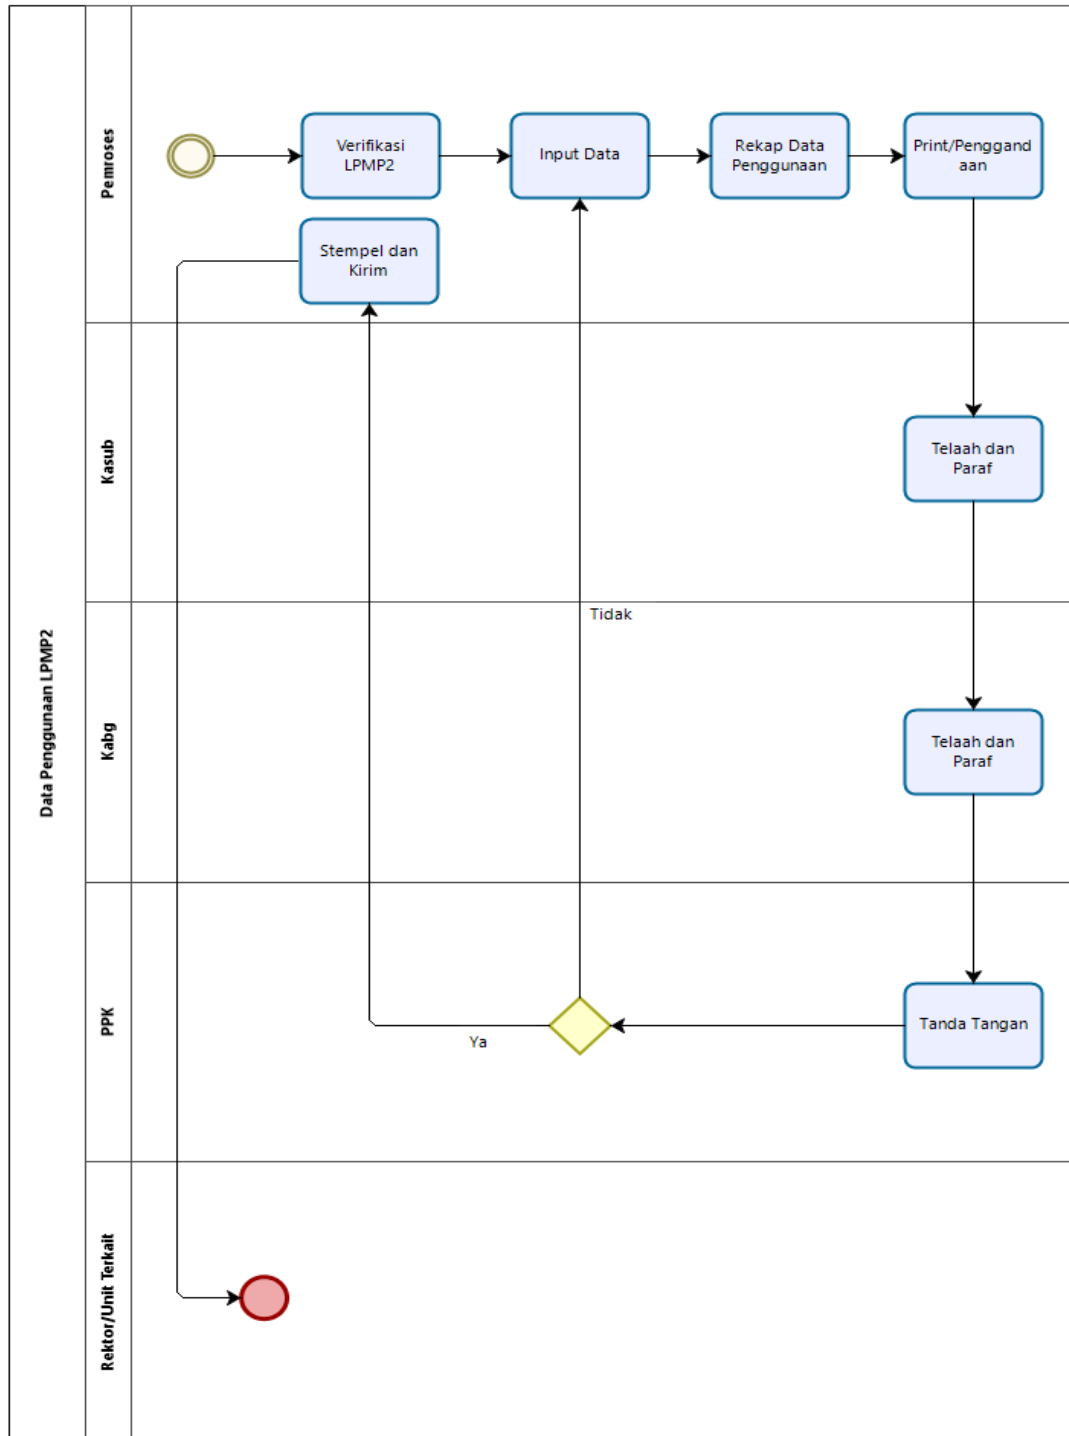 Data Penggunaan LPMP2
Pemroses
Verifikasi
LPMP2
Input Data
Rekap Data
Penggunaan
Print/Penggand
aan
Stempel dan
Kirim
Kasub
Telaah dan
Paraf
Tidak
Kabg
Telaah dan
Paraf
PPK
Tanda Tangan
Ya
Rektor/Unit Terkait